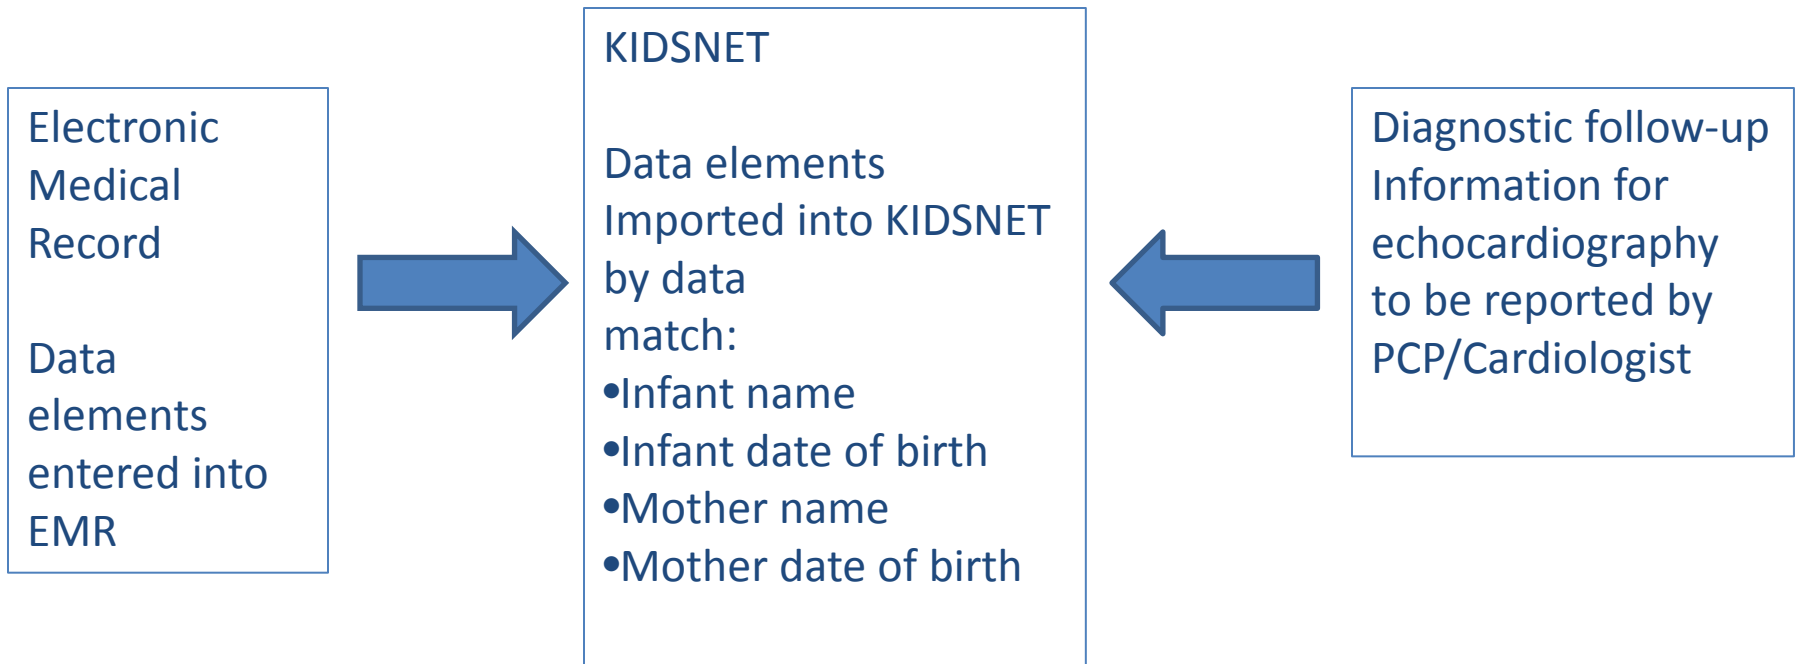 Electronic
Medical
Record
Data
elements
entered into
EMR
KIDSNET
Data elements
Imported into KIDSNET
by data
match:
•Infant name
•Infant date of birth
•Mother name
•Mother date of birth
Diagnostic follow-up
Information for
echocardiography
to be reported by
PCP/Cardiologist